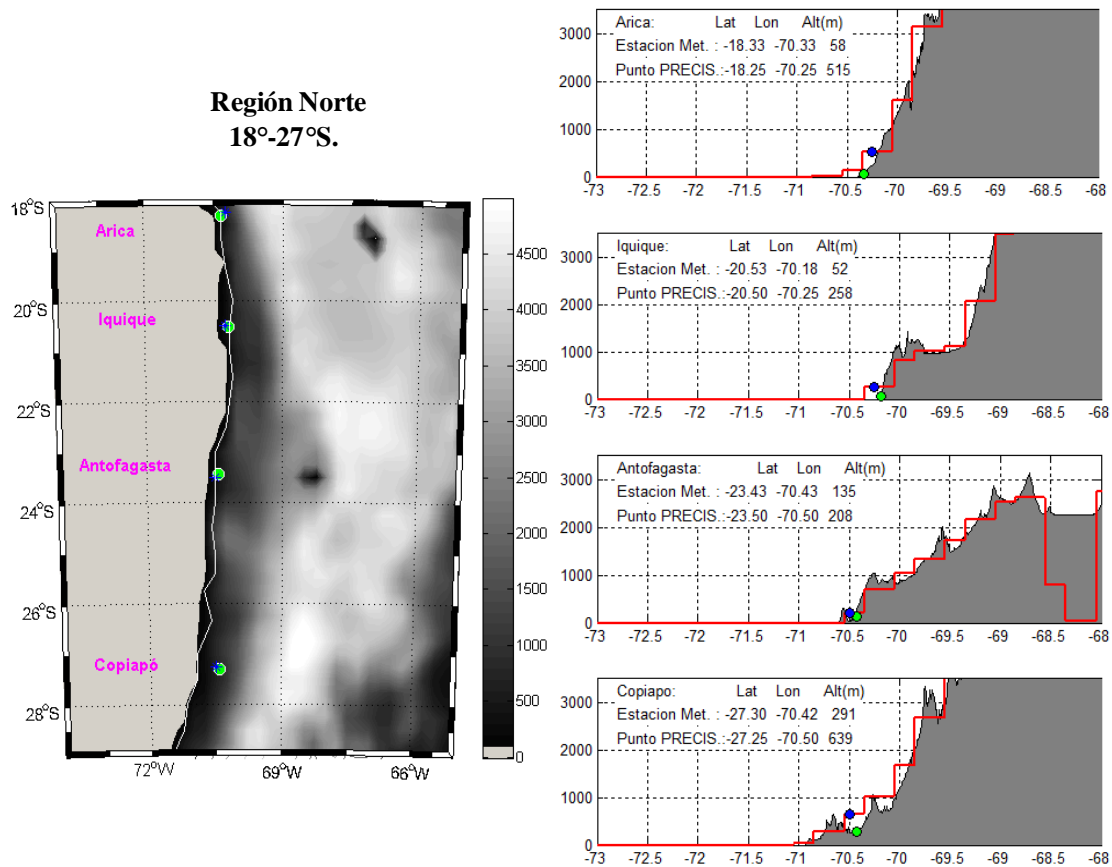 Región Norte
18°-27°S.
18°S
20°S
22°S
24°S
26°S
28°S
72°W
69°W
66°W
Arica
Iquique
Antofagasta
Copiapó
4500
4000
3500
3000
2500
2000
1500
1000
500
0
Arica: Lat Lon Alt(m)
Estacion Met. : -18.33 -70.33 58
Punto PRECIS.:-18.25 -70.25 515
3000
2000
1000
0
-73 -72.5 -72 -71.5 -71 -70.5 -70 -69.5 -69 -68.5 -68
Iquique: Lat Lon Alt(m)
Estacion Met. : -20.53 -70.18 52
Punto PRECIS.:-20.50 -70.25 258
3000
2000
1000
0
-73 -72.5 -72 -71.5 -71 -70.5 -70 -69.5 -69 -68.5 -68
Antofagasta: Lat Lon Alt(m)
Estacion Met. : -23.43 -70.43 135
Punto PRECIS.:-23.50 -70.50 208
3000
2000
1000
0
-73 -72.5 -72 -71.5 -71 -70.5 -70 -69.5 -69 -68.5 -68
Copiapo: Lat Lon Alt(m)
Estacion Met. : -27.30 -70.42 291
Punto PRECIS.:-27.25 -70.50 639
3000
2000
1000
0
-73 -72.5 -72 -71.5 -71 -70.5 -70 -69.5 -69 -68.5 -68